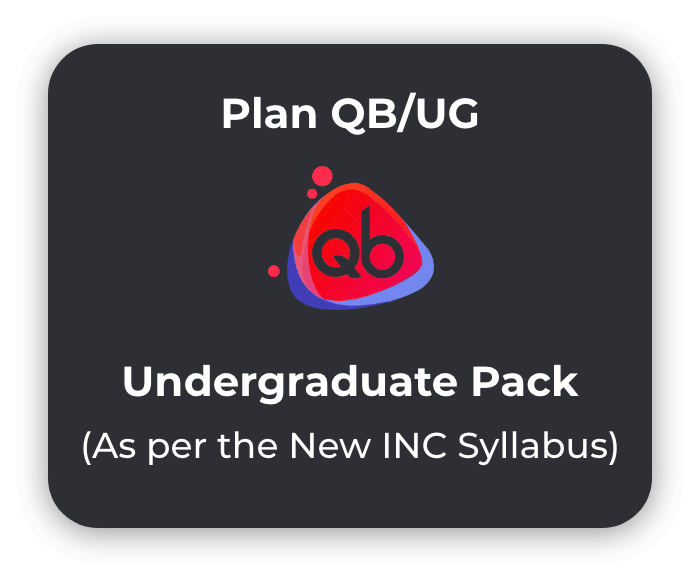 Plan QB/UG
Qb
Undergraduate Pack
(As per the New INC Syllabus)